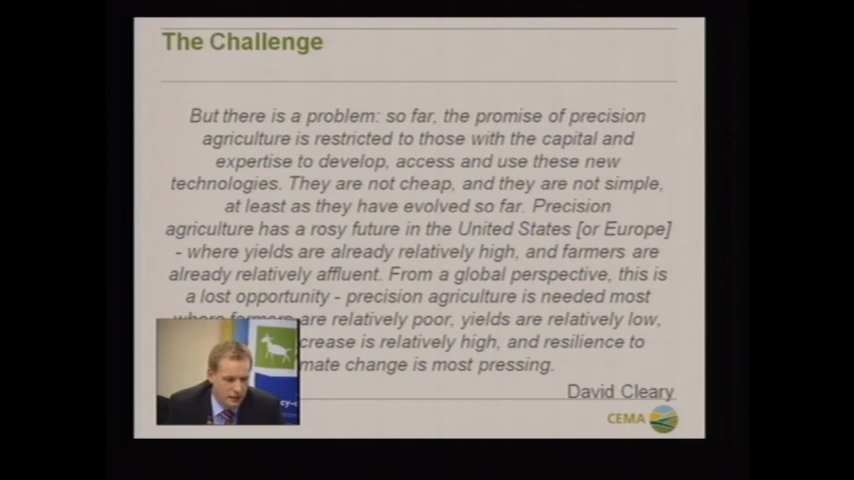 The Challenge
But there is a problem: so far, the promise of precision
agriculture is restricted to those with the capital and
expertise to develop, access and use these new
technologies. They are not cheap, and they are not simple,
at least as they have evolved so far. Precision
agriculture has a rosy future in the United States [or Europe]
- where yields are already relatively high, and farmers are
already relatively affluent. From a global perspective, this is
a lost opportunity - precision agriculture is needed most
where farmers are relatively poor, yields are relatively low,
crease is relatively high, and resilience to
mate change is most pressing.
David Cleary
CEMA